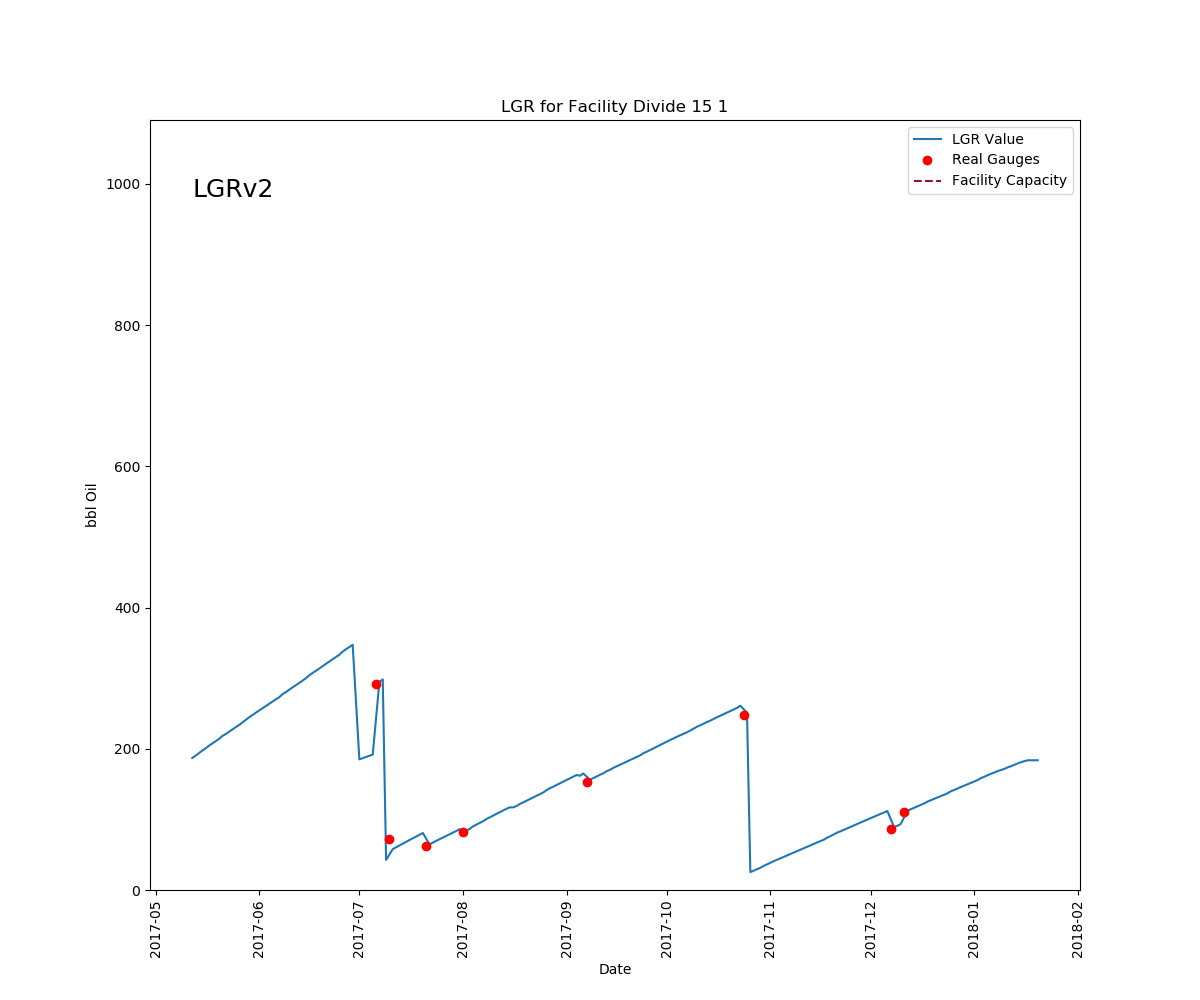 LGR for Facility Divide 15 1
LGRv2
LGR Value
Real Gauges
Facility Capacity
bbl Oil
1000
800
600
400
200
0
2017-05
2017-06
2017-07
2017-08
2017-09
2017-10
2017-11
2017-12
2018-01
2018-02
Date